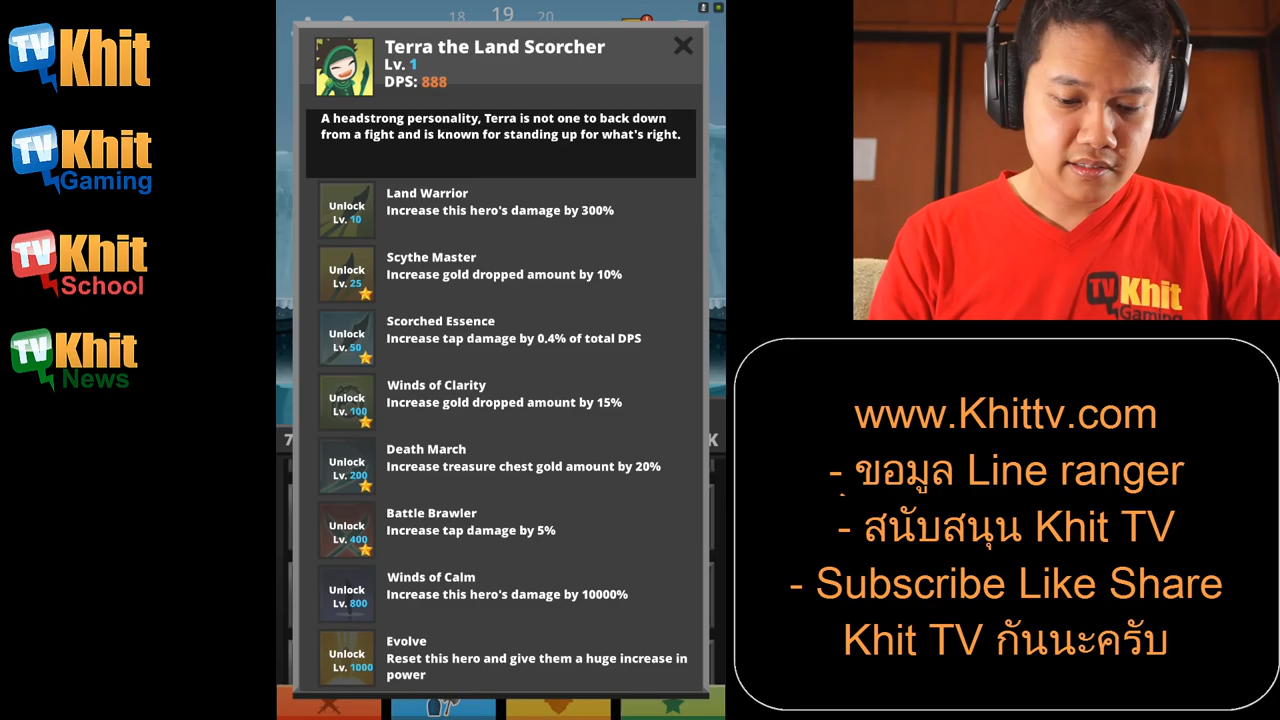 TV Khit
TV Khit
Gaming
TV Khit
School
TV Khit
News
18 19 20
Terra the Land Scorcher
Lv. 1
DPS: 888
A headstrong personality, Terra is not one to back down
from a fight and is known for standing up for what's right.
Unlock
Lv. 10
Land Warrior
Increase this hero's damage by 300%
Unlock
Lv. 25
Scythe Master
Increase gold dropped amount by 10%
Unlock
Lv. 50
Scorched Essence
Increase tap damage by 0.4% of total DPS
Unlock
Lv. 100
Winds of Clarity
Increase gold dropped amount by 15%
Unlock
Lv. 200
Death March
Increase treasure chest gold amount by 20%
Unlock
Lv. 400
Battle Brawler
Increase tap damage by 5%
Unlock
Lv. 800
Winds of Calm
Increase this hero's damage by 10000%
Unlock
Lv. 1000
Evolve
Reset this hero and give them a huge increase in
power
7
K
TV Khit
Gaming
www.Khittv.com
- ขอมูล Line ranger
- สนับสนุน Khit TV
- Subscribe Like Share
Khit TV กันนะครับ